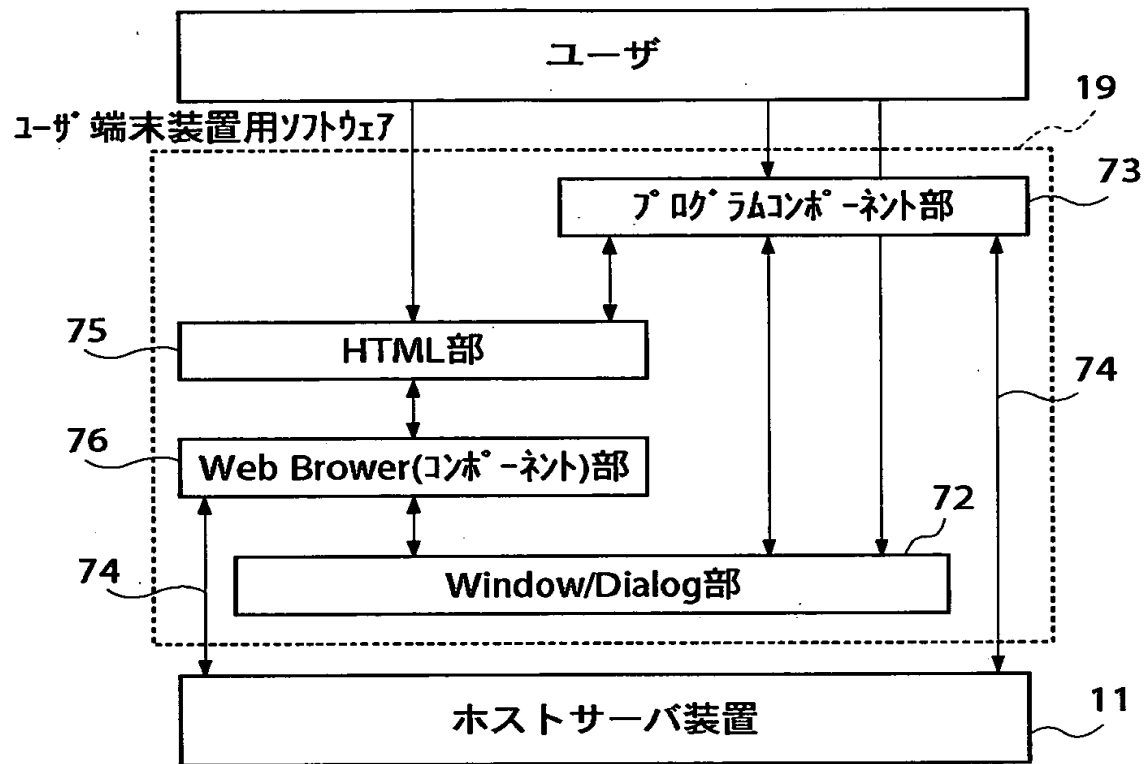 ユーザ
19
ﾕｰｻﾞ端末装置用ｿﾌﾄｳｪｱ
73
ﾌﾟﾛｸﾞﾗﾑｺﾝﾎﾟｰﾈﾝﾄ部
75
HTML部
74
76
Web Brower(ｺﾝﾎﾟｰﾈﾝﾄ)部
72
74
Window/Dialog部
ホストサーバ装置
11